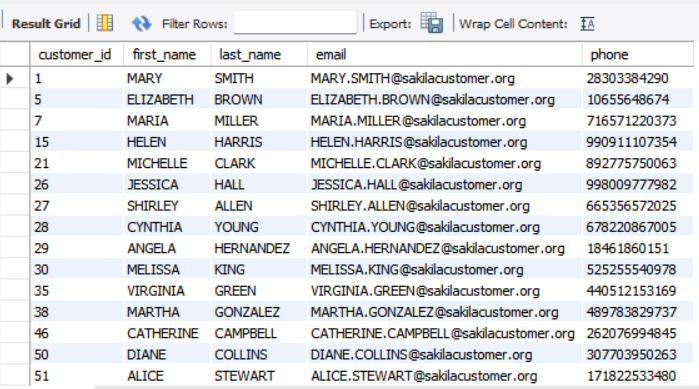 Result Grid Filter Rows: Export: Wrap Cell Content: IA
customer_id first_name last_name email phone
1 MARY SMITH MARY.SMITH@sakilacustomer.org 28303384290
5 ELIZABETH BROWN ELIZABETH.BROWN@sakilacustomer.org 10655648674
7 MARIA MILLER MARIA.MILLER@sakilacustomer.org 716571220373
15 HELEN HARRIS HELEN.HARRIS@sakilacustomer.org 990911107354
21 MICHELLE CLARK MICHELLE.CLARK@sakilacustomer.org 892775750063
26 JESSICA HALL JESSICA.HALL@sakilacustomer.org 998009777982
27 SHIRLEY ALLEN SHIRLEY.ALLEN@sakilacustomer.org 665356572025
28 CYNTHIA YOUNG CYNTHIA.YOUNG@sakilacustomer.org 678220867005
29 ANGELA HERNANDEZ ANGELA.HERNANDEZ@sakilacustomer.org 18461860151
30 MELISSA KING MELISSA.KING@sakilacustomer.org 525255540978
35 VIRGINIA GREEN VIRGINIA.GREEN@sakilacustomer.org 440512153169
38 MARTHA GONZALEZ MARTHA.GONZALEZ@sakilacustomer.org 489783829737
46 CATHERINE CAMPBELL CATHERINE.CAMPBELL@sakilacustomer.org 262076994845
50 DIANE COLLINS DIANE.COLLINS@sakilacustomer.org 307703950263
51 ALICE STEWART ALICE.STEWART@sakilacustomer.org 171822533480